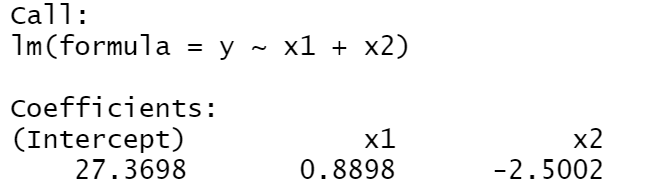 Call:
lm(formula = y ~ x1 + x2)
Coefficients:
(Intercept) x1 x2
27.3698 0.8898 -2.5002